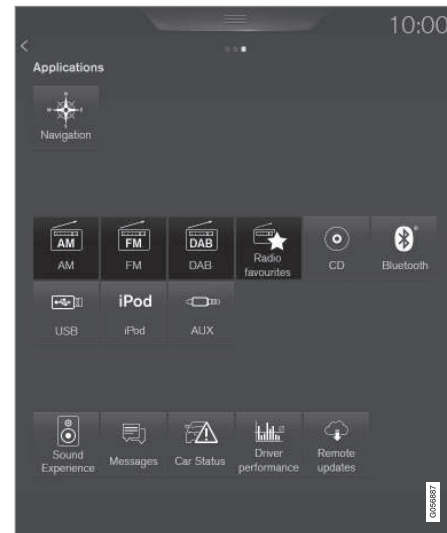 10:00
Applications
Navigation
AM FM DAB
AM FM DAB Radio favourites CD Bluetooth
iPod
USB iPod AUX
Sound Experience Messages Car Status Driver performance Remote updates
G056887